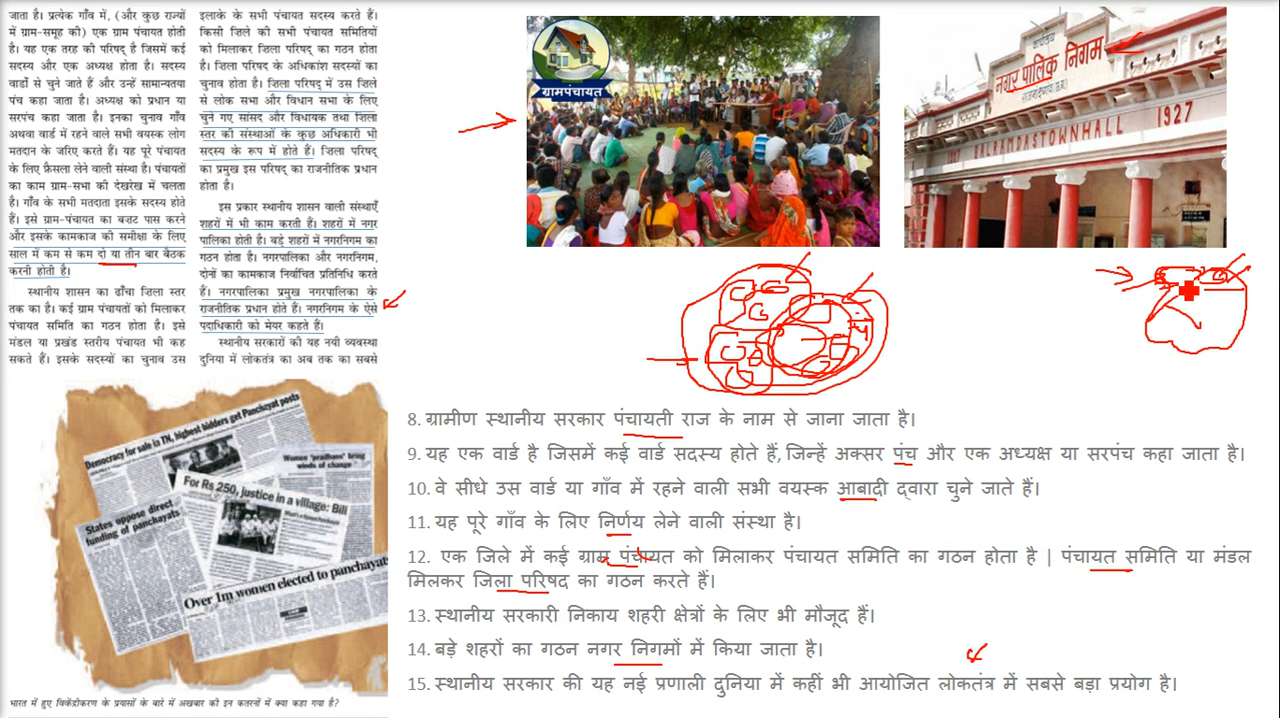 जाता है। प्रत्येक गाँव में, (और कुछ राज्यों
में ग्राम-समूह की) एक ग्राम पंचायत होती
है। यह एक तरह की परिषद् है जिसमें कई
सदस्य और एक अध्यक्ष होता है। सदस्य
वार्डों से चुने जाते हैं और उन्हें सामान्यतया
पंच कहा जाता है। अध्यक्ष को प्रधान या
सरपंच कहा जाता है। इनका चुनाव गाँव
अथवा वार्ड में रहने वाले सभी वयस्क लोग
मतदान के जरिए करते हैं। यह पूरे पंचायत
के लिए फ़ैसला लेने वाली संस्था है। पंचायतों
का काम ग्राम-सभा की देखरेख में चलता
है। गाँव के सभी मतदाता इसके सदस्य होते
हैं। इसे ग्राम-पंचायत का बजट पास करने
और इसके कामकाज की समीक्षा के लिए
साल में कम से कम दो या तीन बार बैठक
करनी होती है।
स्थानीय शासन का ढाँचा जिला स्तर
तक का है। कई ग्राम पंचायतों को मिलाकर
पंचायत समिति का गठन होता है। इसे
मंडल या प्रखंड स्तरीय पंचायत भी कह
सकते हैं। इसके सदस्यों का चुनाव उस
इलाके के सभी पंचायत सदस्य करते हैं।
किसी जिले की सभी पंचायत समितियों
को मिलाकर जिला परिषद् का गठन होता
है। जिला परिषद के अधिकांश सदस्यों का
चुनाव होता है। जिला परिषद में उस जिले
से लोक सभा और विधान सभा के लिए
चुने गए सांसद और विधायक तथा जिला
स्तर की संस्थाओं के कुछ अधिकारी भी
सदस्य के रूप में होते हैं। जिला परिषद्
का प्रमुख इस परिषद का राजनीतिक प्रधान
होता है।
इस प्रकार स्थानीय शासन वाली संस्थाएँ
शहरों में भी काम करती हैं। शहरों में नगर
पालिका होती है। बड़े शहरों में नगरनिगम का
गठन होता है। नगरपालिका और नगरनिगम,
दोनों का कामकाज निर्वाचित प्रतिनिधि करते
हैं। नगरपालिका प्रमुख नगरपालिका के
राजनीतिक प्रधान होते हैं। नगरनिगम के ऐसे
पदाधिकारी को मेयर कहते हैं।
स्थानीय सरकारों की यह नयी व्यवस्था
दुनिया में लोकतंत्र का अब तक का सबसे
ग्रामपंचायत
कार्यालय
नगर पालिक निगम
1887 KALRAMDASTOWNHALL 1927
Democracy for sale in TN, highest bidders get Panchayat posts
Women 'pradhans' bring
winds of change
For Rs 250, justice in a village: Bill
States oppose direct
funding of panchayats
Over 1m women elected to panchayats
भारत में हुए विकेंद्रीकरण के प्रयासों के बारे में अखबार की इन कतरनों में क्या कहा गया है?
8. ग्रामीण स्थानीय सरकार पंचायती राज के नाम से जाना जाता है।
9. यह एक वार्ड है जिसमें कई वार्ड सदस्य होते हैं, जिन्हें अक्सर पंच और एक अध्यक्ष या सरपंच कहा जाता है।
10. वे सीधे उस वार्ड या गाँव में रहने वाली सभी वयस्क आबादी द्वारा चुने जाते हैं।
11. यह पूरे गाँव के लिए निर्णय लेने वाली संस्था है।
12. एक जिले में कई ग्राम पंचायत को मिलाकर पंचायत समिति का गठन होता है | पंचायत समिति या मंडल
मिलकर जिला परिषद का गठन करते हैं।
13. स्थानीय सरकारी निकाय शहरी क्षेत्रों के लिए भी मौजूद हैं।
14. बड़े शहरों का गठन नगर निगमों में किया जाता है।
15. स्थानीय सरकार की यह नई प्रणाली दुनिया में कहीं भी आयोजित लोकतंत्र में सबसे बड़ा प्रयोग है।